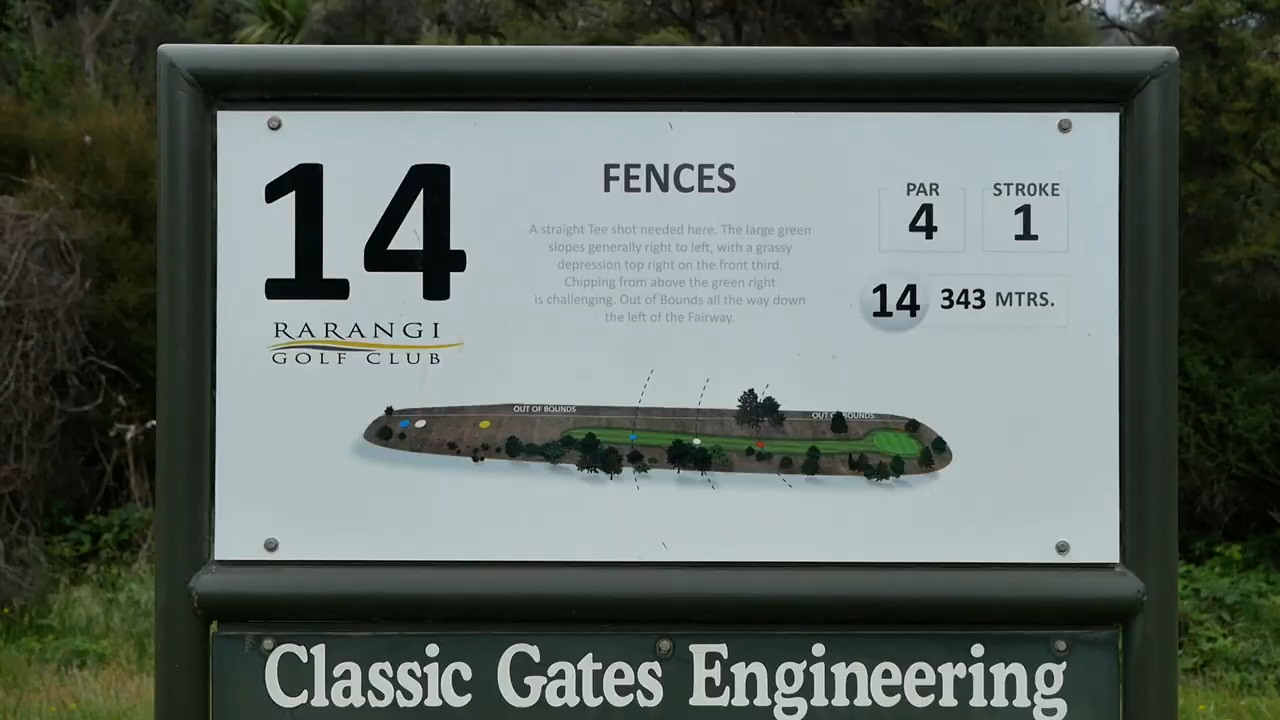 14
RARANGI
GOLF CLUB
FENCES
A straight Tee shot needed here. The large green
slopes generally right to left, with a grassy
depression top right on the front third.
Chipping from above the green right
is challenging. Out of Bounds all the way down
the left of the Fairway.
PAR
4
STROKE
1
14 343 MTRS.
OUT OF BOUNDS
OUT OF BOUNDS
Classic Gates Engineering